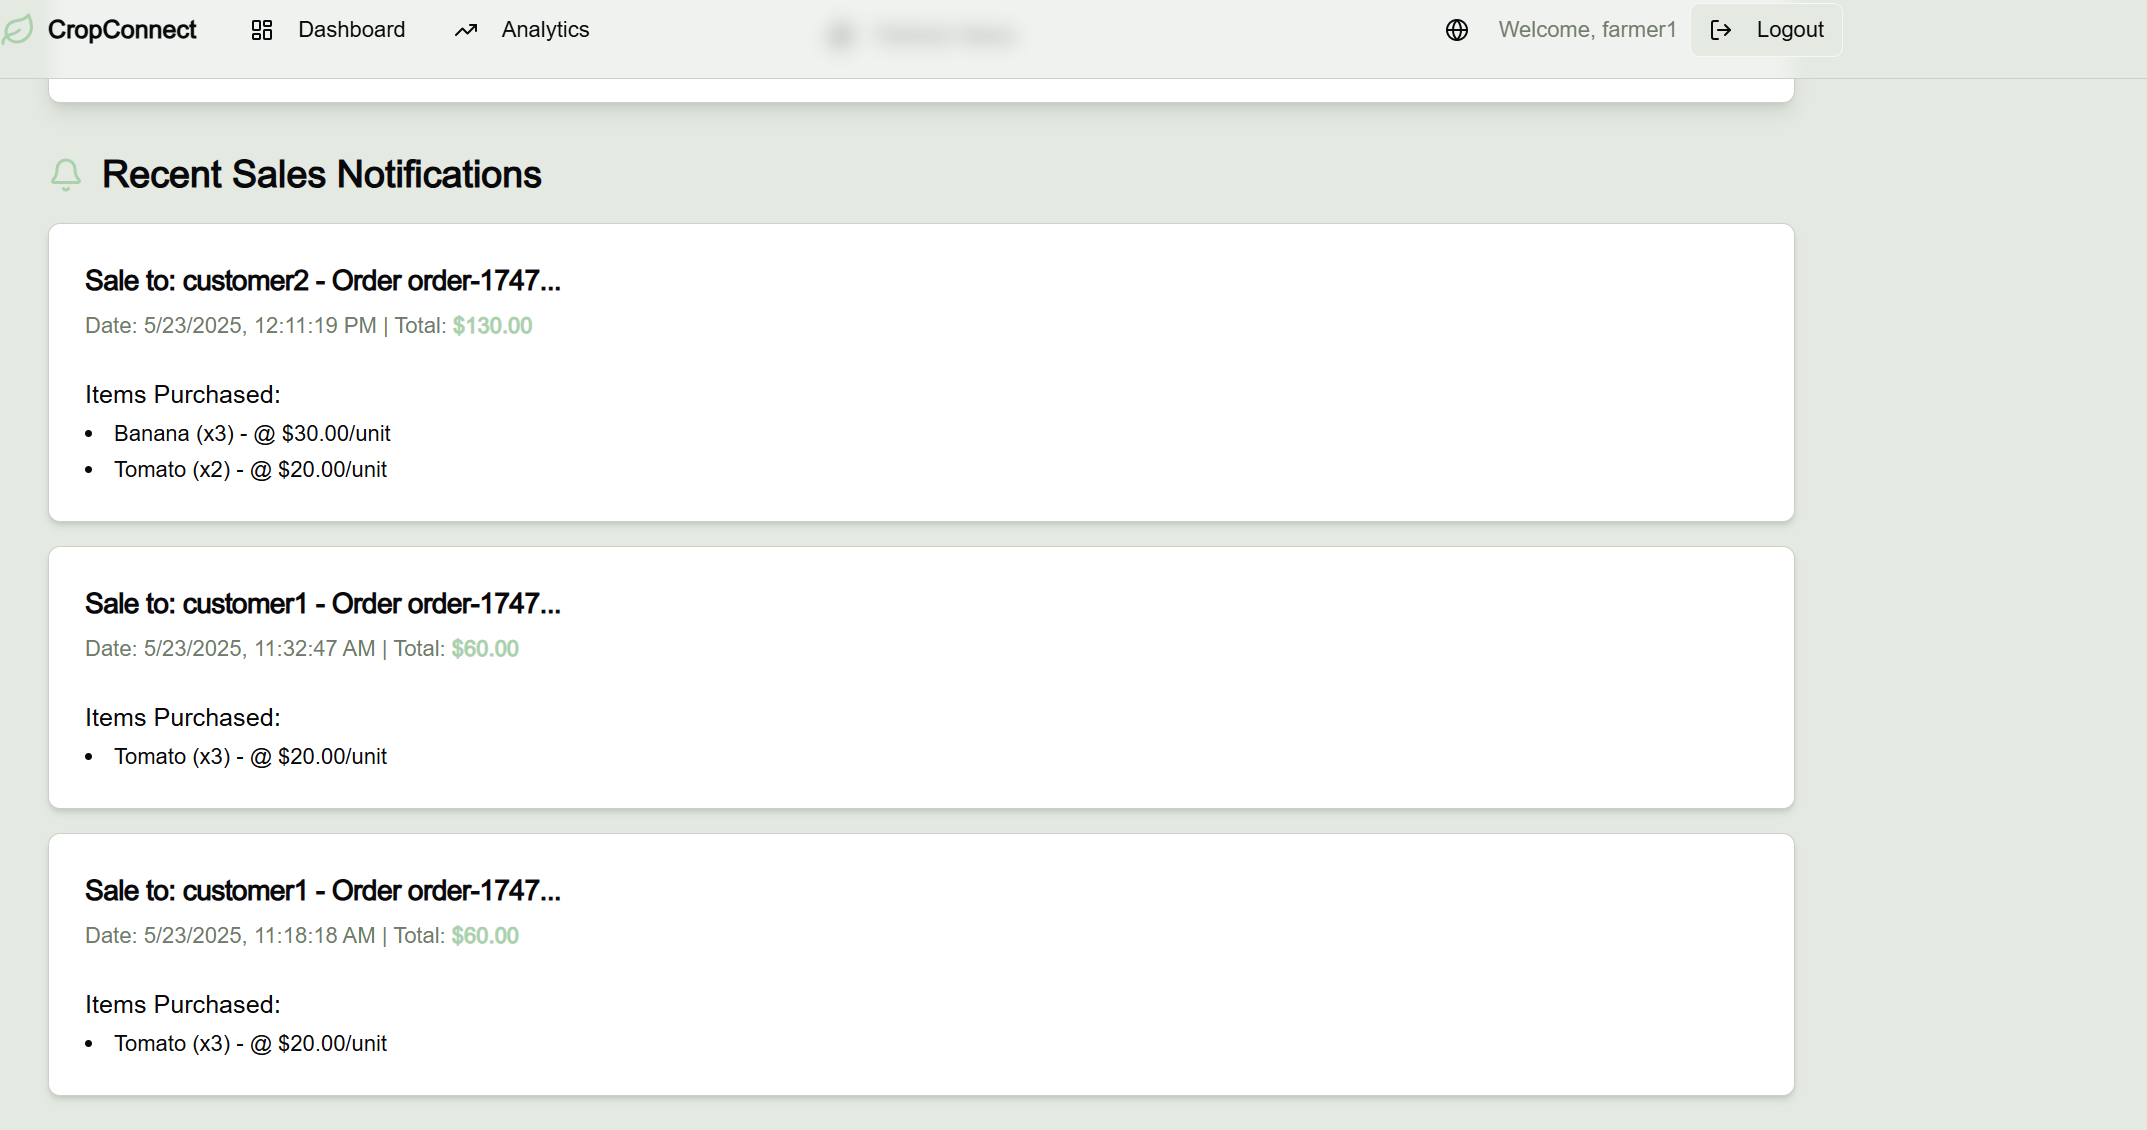 CropConnect
Dashboard
Analytics
Welcome, farmer1
Logout
Recent Sales Notifications
Sale to: customer2 - Order order-1747...
Date: 5/23/2025, 12:11:19 PM | Total: $130.00
Items Purchased:
• Banana (x3) - @ $30.00/unit
• Tomato (x2) - @ $20.00/unit
Sale to: customer1 - Order order-1747...
Date: 5/23/2025, 11:32:47 AM | Total: $60.00
Items Purchased:
• Tomato (x3) - @ $20.00/unit
Sale to: customer1 - Order order-1747...
Date: 5/23/2025, 11:18:18 AM | Total: $60.00
Items Purchased:
• Tomato (x3) - @ $20.00/unit